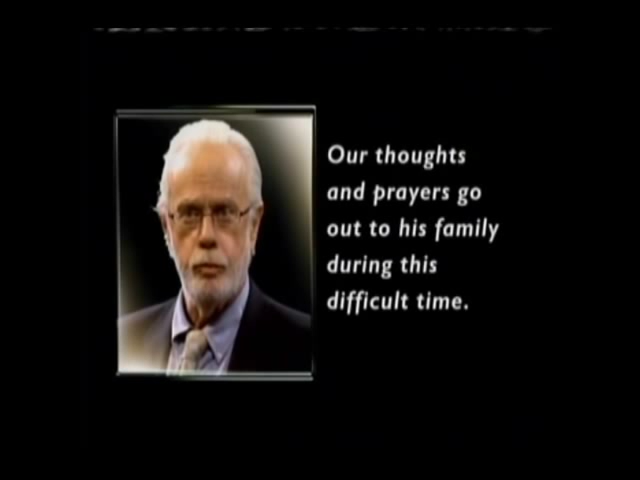 Our thoughts
and prayers go
out to his family
during this
difficult time.